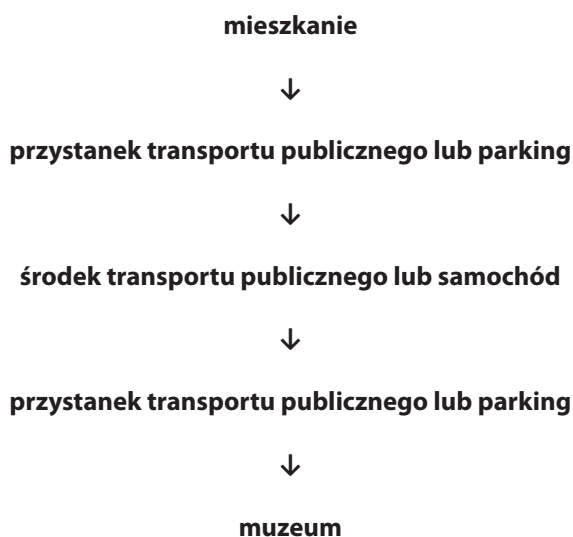 mieszkanie
↓
przystanek transportu publicznego lub parking
↓
środek transportu publicznego lub samochód
↓
przystanek transportu publicznego lub parking
↓
muzeum